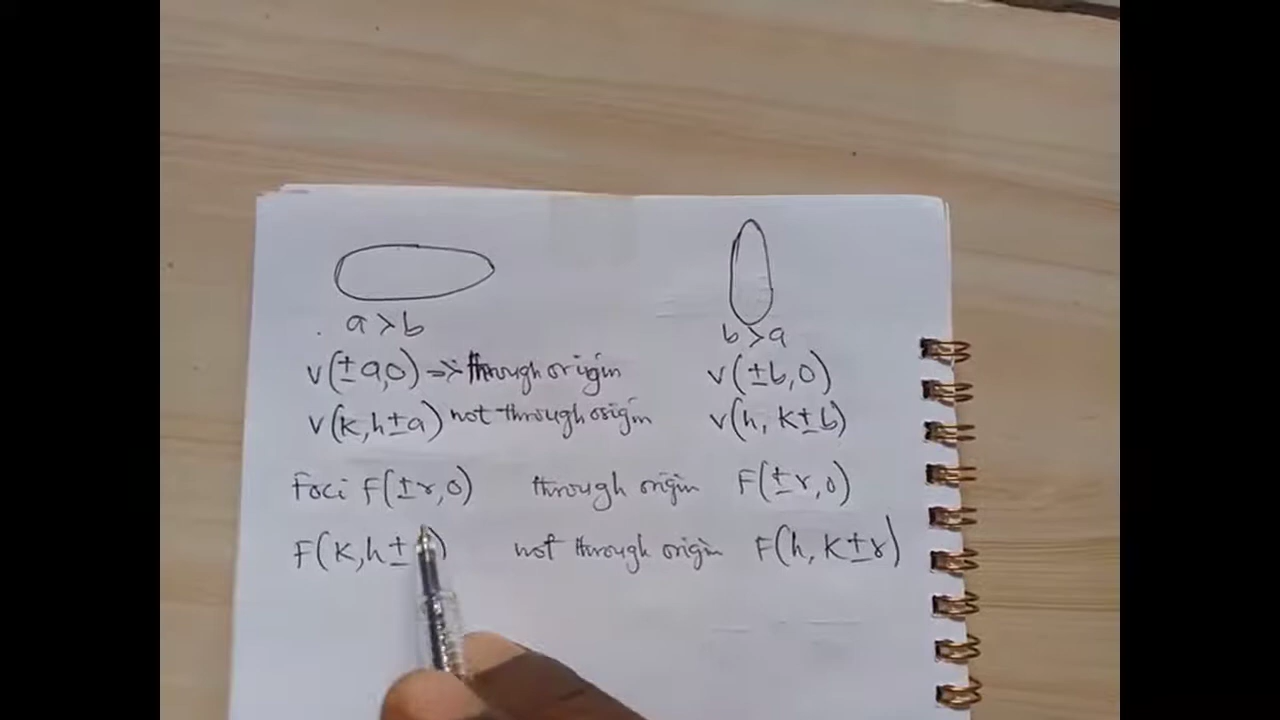 a > b b > a
v(±a,0) => through origin v(±b,0)
v(k,h±a) not through origin v(h, k±b)
Foci F(±r,0) through origin F(±r,0)
F(k,h± ) not through origin F(h, k±r)